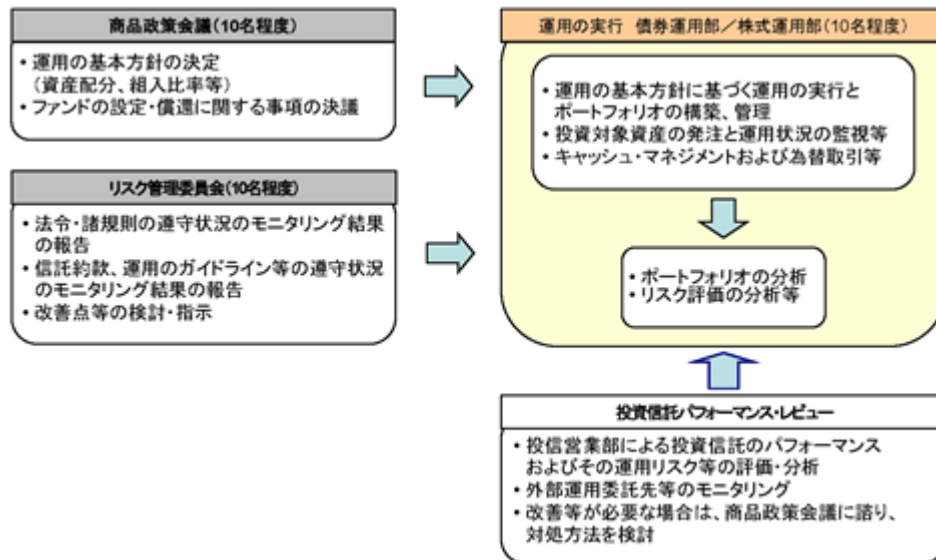 商品政策会議(10名程度)
• 運用の基本方針の決定
(資産配分、組入比率等)
• ファンドの設定・償還に関する事項の決議
リスク管理委員会(10名程度)
• 法令・諸規則の遵守状況のモニタリング結果
の報告
• 信託約款、運用のガイドライン等の遵守状況
のモニタリング結果の報告
• 改善点等の検討・指示
運用の実行 債券運用部/株式運用部(10名程度)
• 運用の基本方針に基づく運用の実行と
ポートフォリオの構築、管理
• 投資対象資産の発注と運用状況の監視等
• キャッシュ・マネジメントおよび為替取引等
• ポートフォリオの分析
• リスク評価の分析等
投資信託パフォーマンス・レビュー
• 投信営業部による投資信託のパフォーマンス
およびその運用リスク等の評価・分析
• 外部運用委託先等のモニタリング
• 改善等が必要な場合は、商品政策会議に諮り、
対処方法を検討